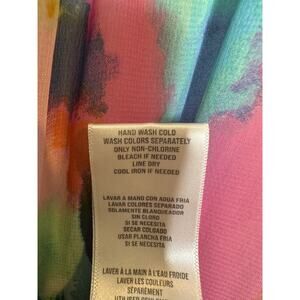 HAND WASH COLD
WASH COLORS SEPARATELY
ONLY NON-CHLORINE
BLEACH IF NEEDED
LINE DRY
COOL IRON IF NEEDED
LAVAR A MANO CON AGUA FRIA
LAVAR COLORES SEPARADO
SOLAMENTE BLANQUEADOR
SIN CLORO
SI SE NECESITA
SECAR COLGADO
USAR PLANCHA FRIA
SI SE NECESITA
LAVER À LA MAIN À L'EAU FROIDE
LAVER LES COULEURS
SÉPARÉMENT